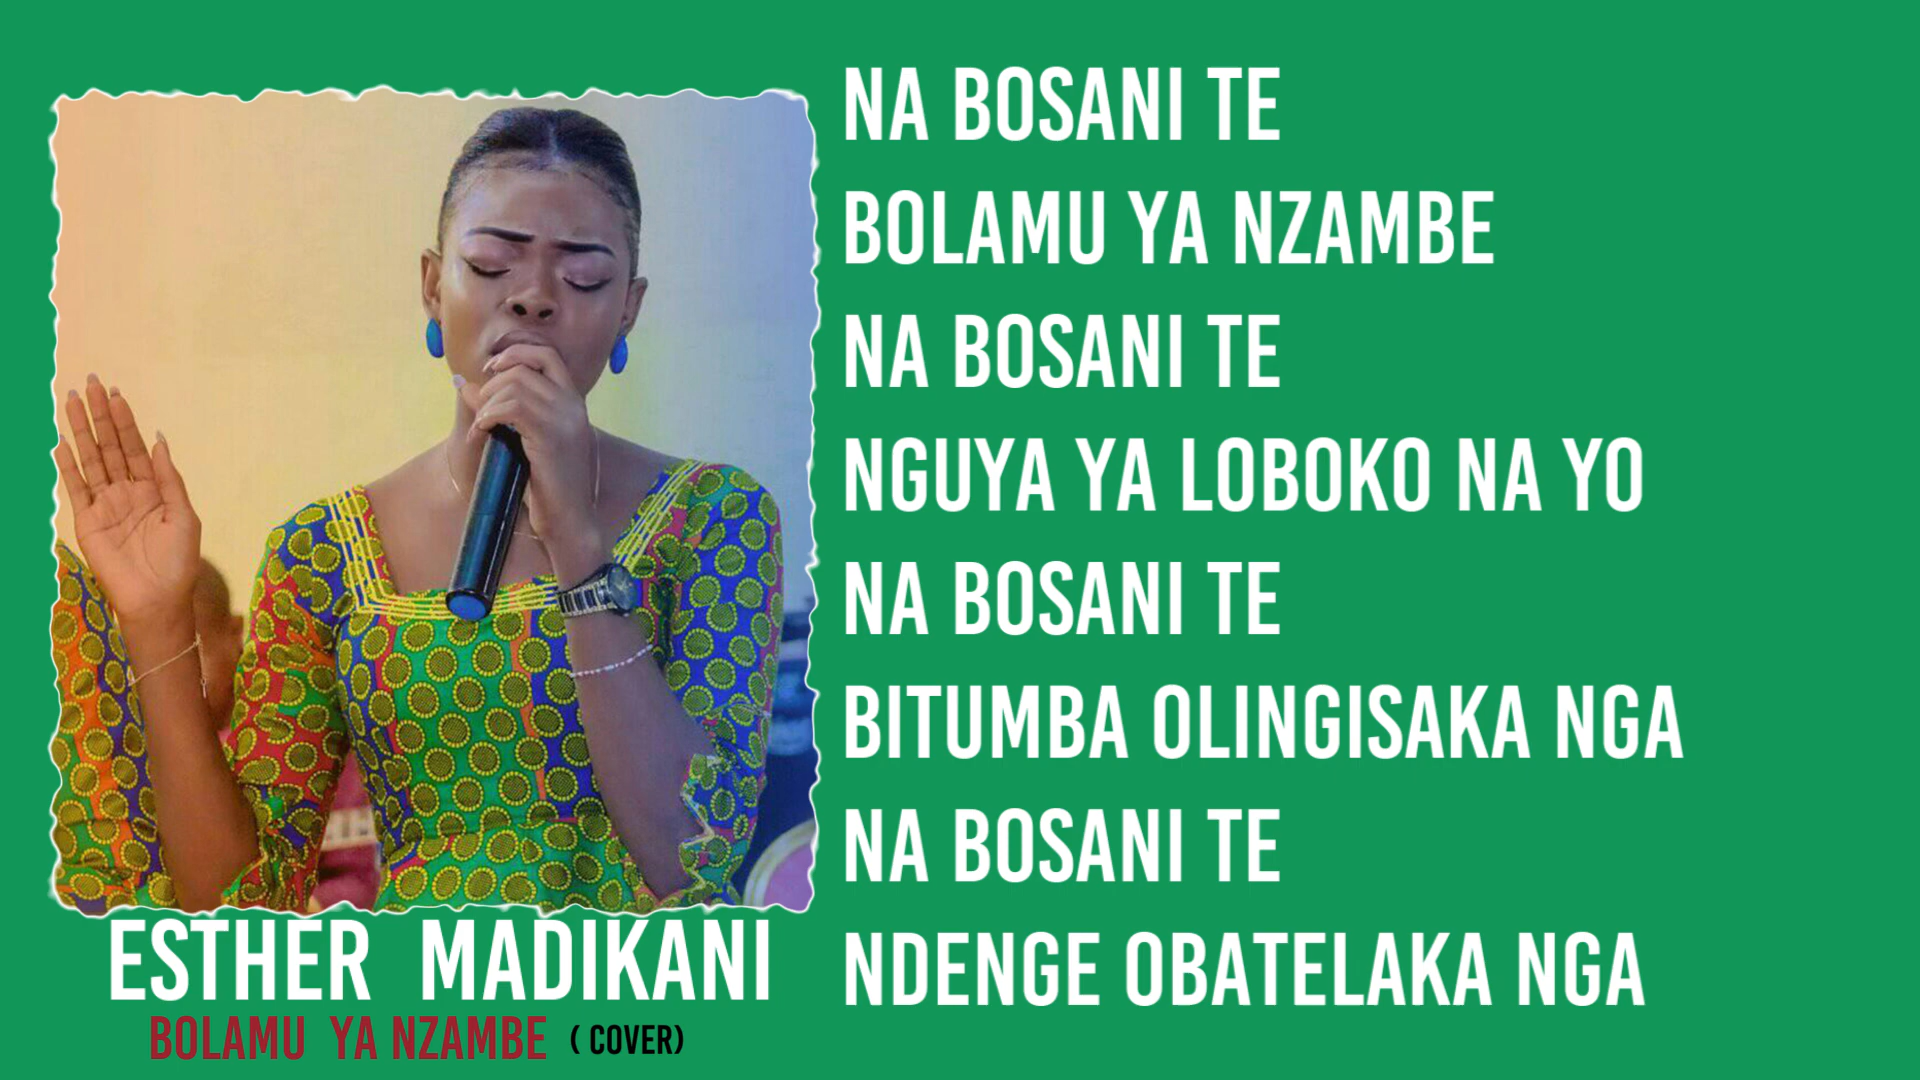 NA BOSANI TE
BOLAMU YA NZAMBE
NA BOSANI TE
NGUYA YA LOBOKO NA YO
NA BOSANI TE
BITUMBA OLINGISAKA NGA
NA BOSANI TE
NDENGE OBATELAKA NGA
ESTHER MADIKANI
BOLAMU YA NZAMBE ( COVER)